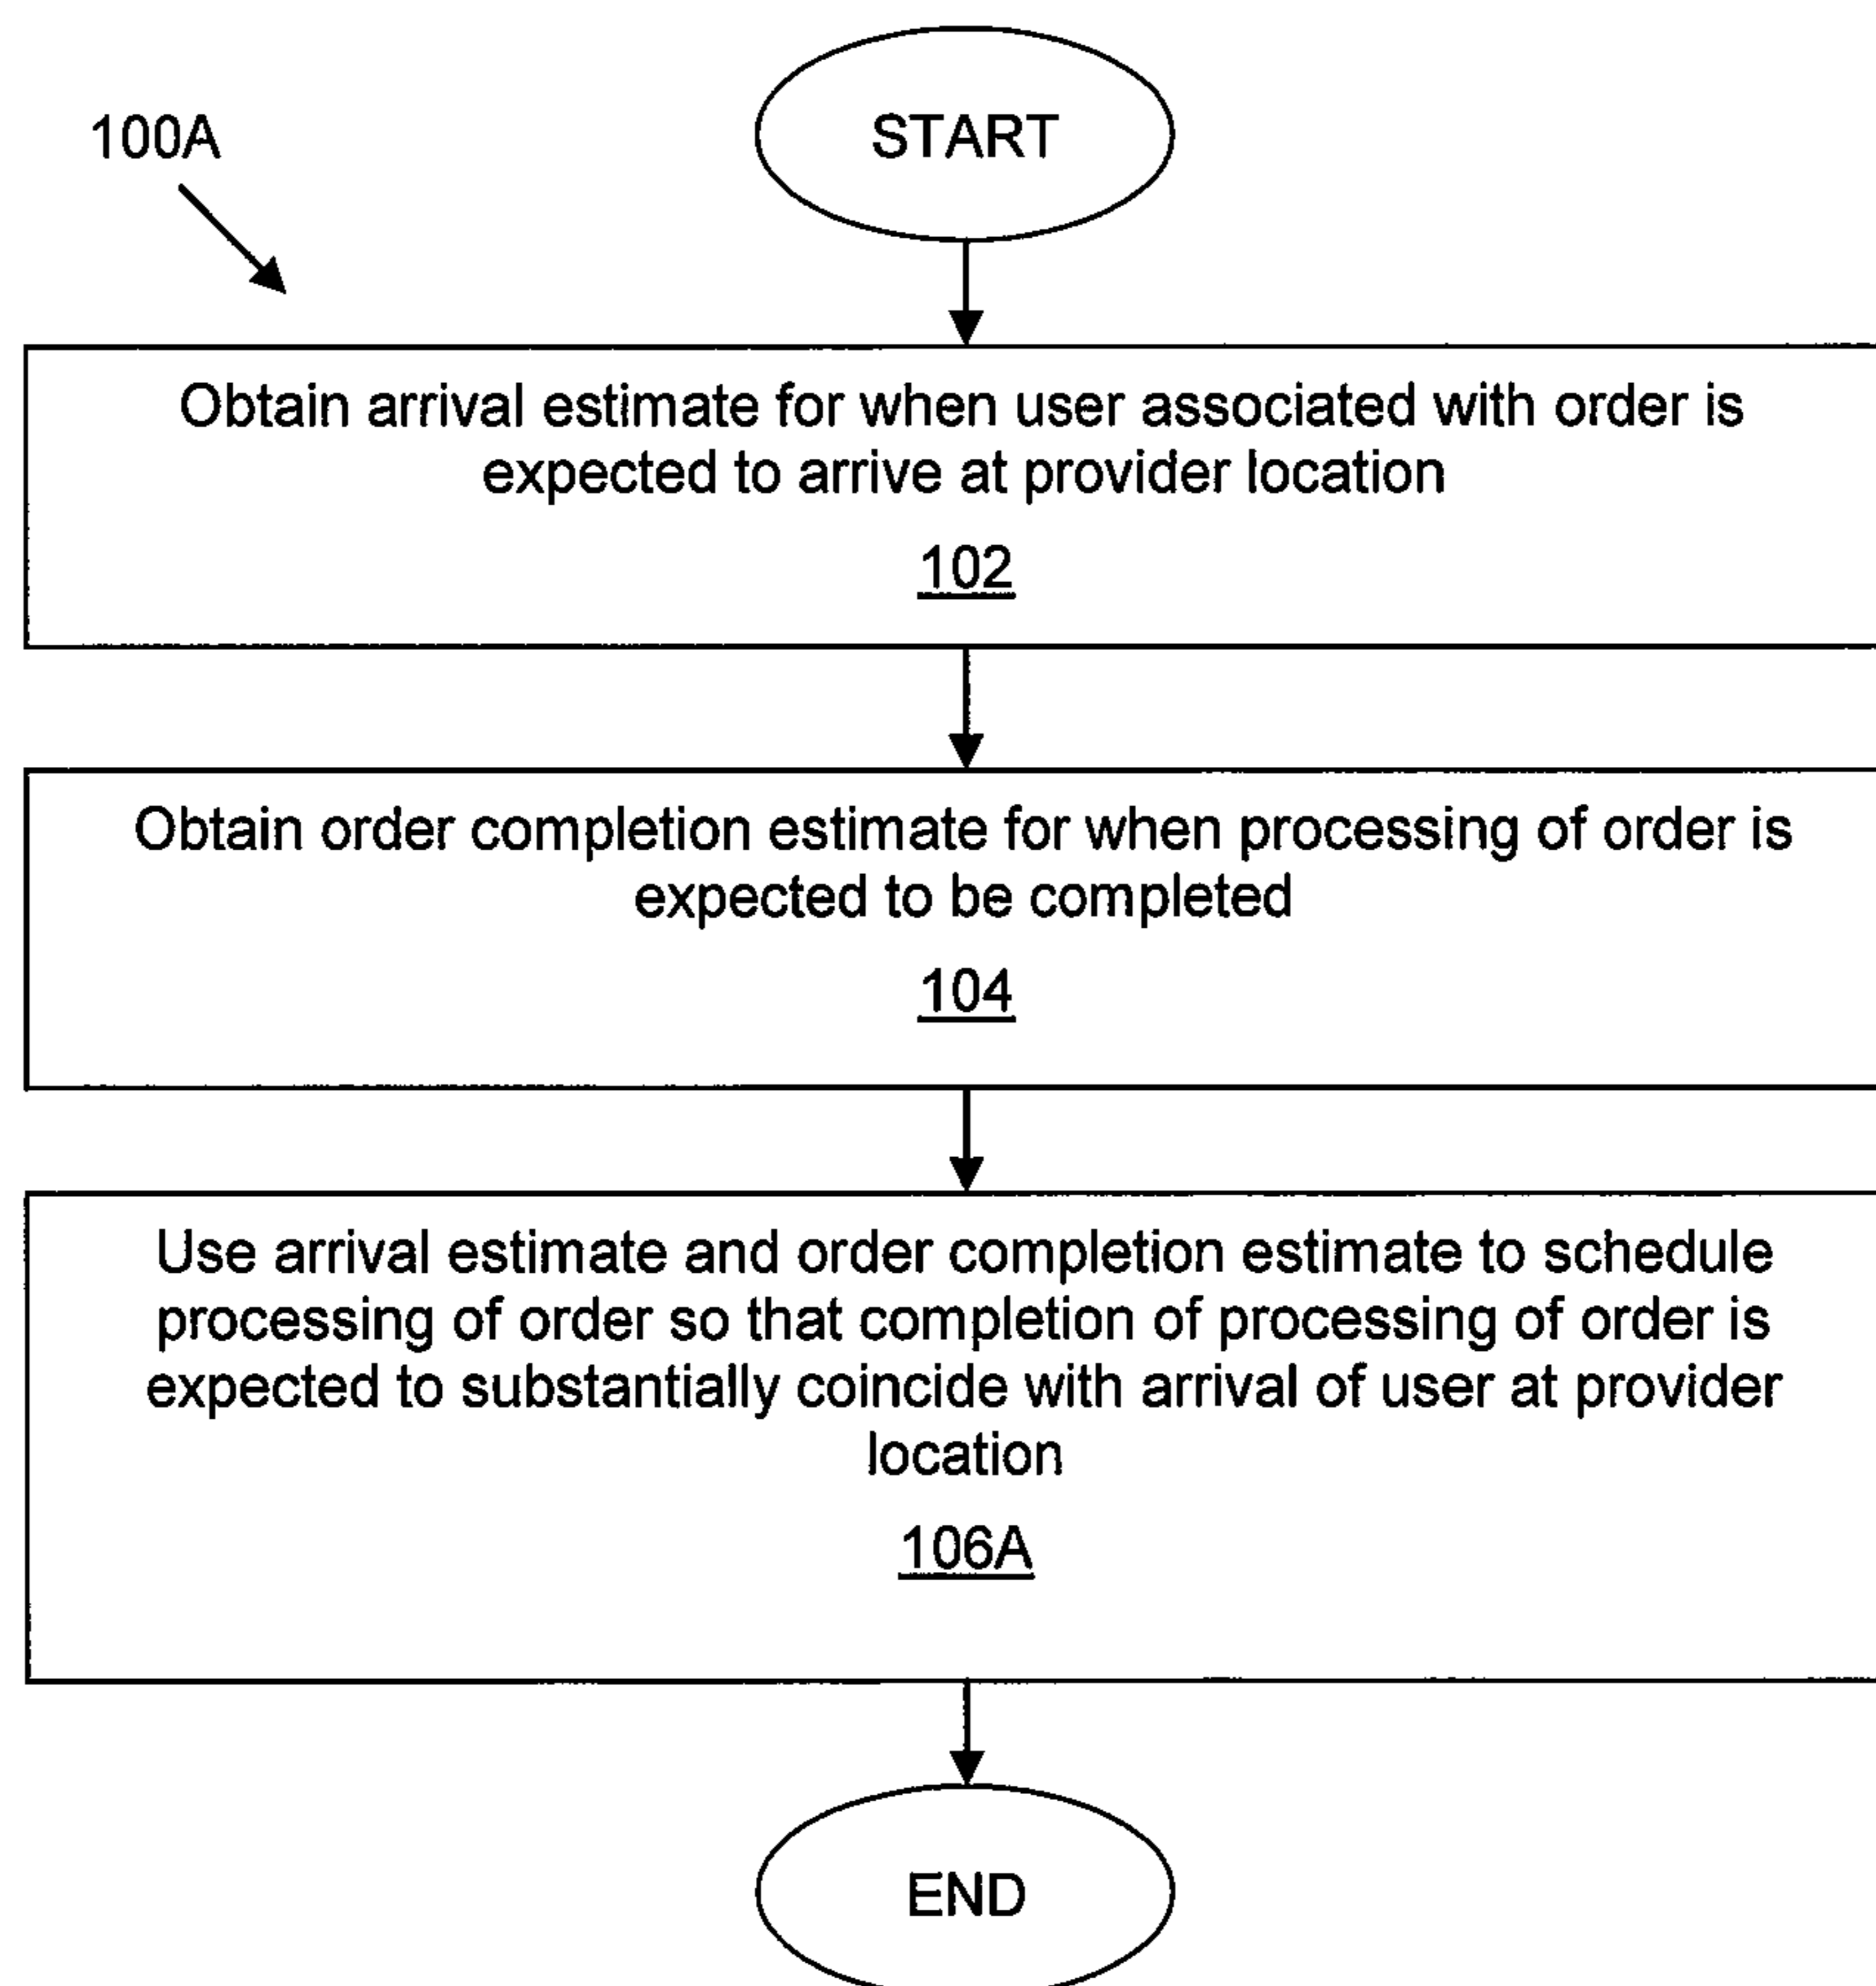 START
100A
Obtain arrival estimate for when user associated with order is
expected to arrive at provider location
102
Obtain order completion estimate for when processing of order is
expected to be completed
104
Use arrival estimate and order completion estimate to schedule
processing of order so that completion of processing of order is
expected to substantially coincide with arrival of user at provider
location
106A
END